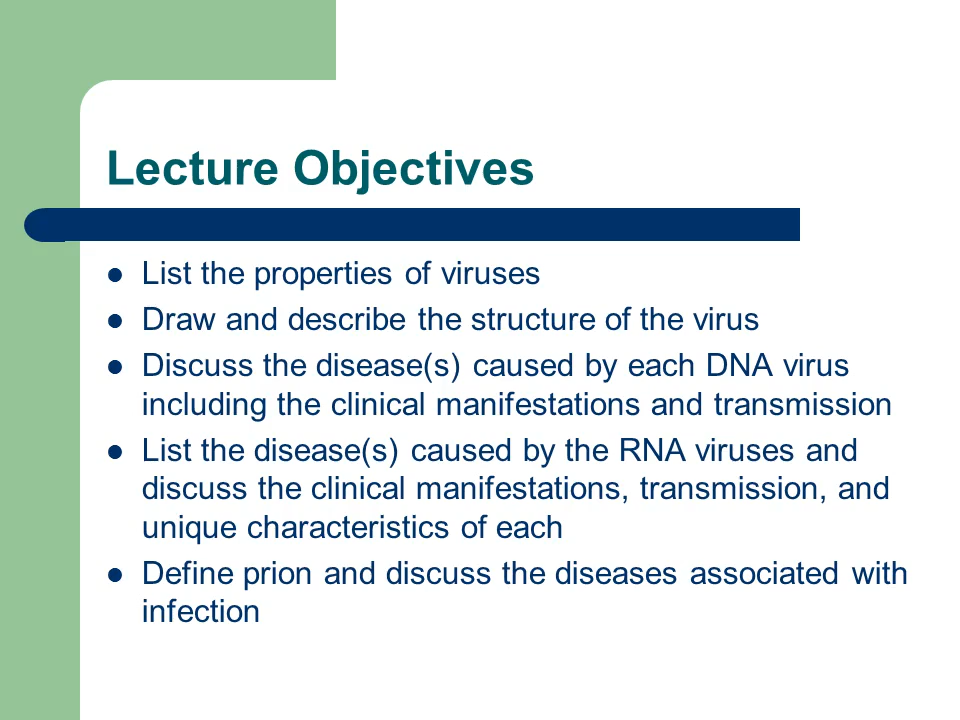 Lecture Objectives
● List the properties of viruses
● Draw and describe the structure of the virus
● Discuss the disease(s) caused by each DNA virus
including the clinical manifestations and transmission
● List the disease(s) caused by the RNA viruses and
discuss the clinical manifestations, transmission, and
unique characteristics of each
● Define prion and discuss the diseases associated with
infection